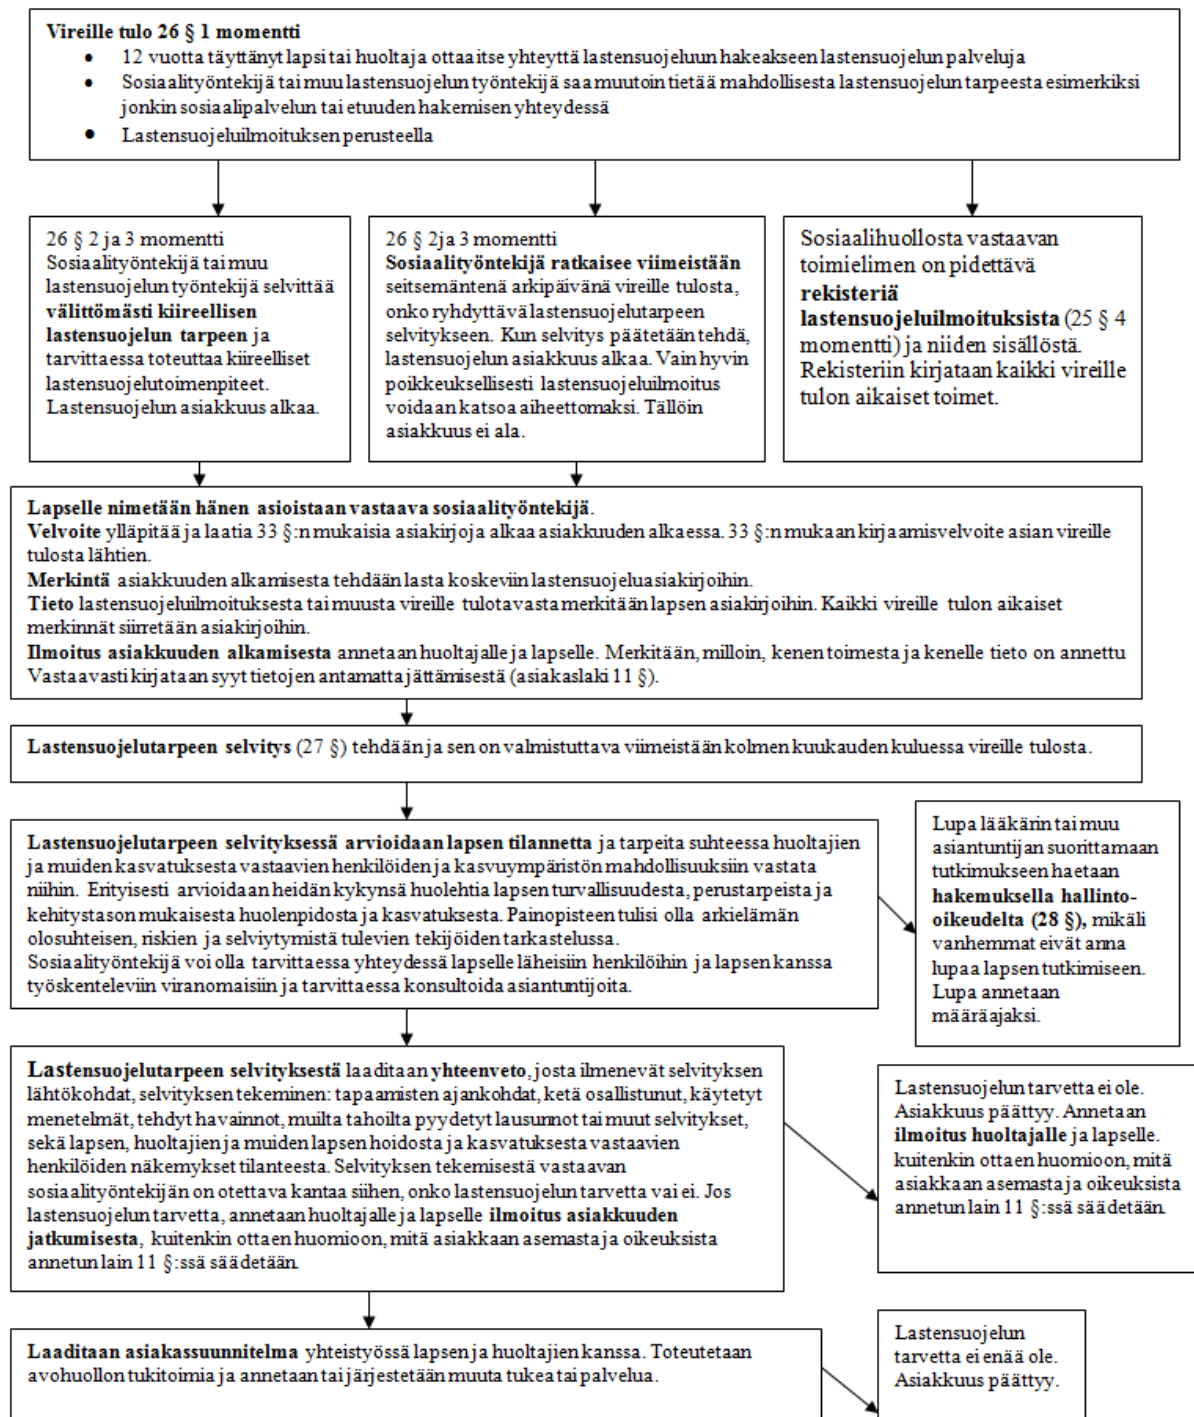 Vireille tulo 26 § 1 momentti
• 12 vuotta täyttänyt lapsi tai huoltaja ottaa itse yhteyttä lastensuojeluun hakeakseen lastensuojelun palveluja
• Sosiaalityöntekijä tai muu lastensuojelun työntekijä saa muutoin tietää mahdollisesta lastensuojelun tarpeesta esimerkiksi
jonkin sosiaalipalvelun tai etuuden hakemisen yhteydessä
• Lastensuojeluilmoituksen perusteella
26 § 2 ja 3 momentti
Sosiaalityöntekijä tai muu
lastensuojelun työntekijä selvittää
välittömästi kiireellisen
lastensuojelun tarpeen ja
tarvittaessa toteuttaa kiireelliset
lastensuojelutoimenpiteet.
Lastensuojelun asiakkuus alkaa.
26 § 2ja 3 momentti
Sosiaalityöntekijä ratkaisee viimeistään
seitsemäntenä arkipäivänä vireille tulosta,
onko ryhdyttävä lastensuojelutarpeen
selvitykseen. Kun selvitys päätetään tehdä,
lastensuojelun asiakkuus alkaa. Vain hyvin
poikkeuksellisesti lastensuojeluilmoitus
voidaan katsoa aiheettomaksi. Tällöin
asiakkuus ei ala.
Sosiaalihuollosta vastaavan
toimielimen on pidettävä
rekisteriä
lastensuojeluilmoituksista (25 § 4
momentti) ja niiden sisällöstä.
Rekisteriin kirjataan kaikki vireille
tulon aikaiset toimet.
Lapselle nimetään hänen asioistaan vastaava sosiaalityöntekijä.
Velvoite ylläpitää ja laatia 33 §:n mukaisia asiakirjoja alkaa asiakkuuden alkaessa. 33 §:n mukaan kirjaamisvelvoite asian vireille
tulosta lähtien.
Merkintä asiakkuuden alkamisesta tehdään lasta koskeviin lastensuojeluasiakirjoihin.
Tieto lastensuojeluilmoituksesta tai muusta vireille tulotavasta merkitään lapsen asiakirjoihin. Kaikki vireille tulon aikaiset
merkinnät siirretään asiakirjoihin.
Ilmoitus asiakkuuden alkamisesta annetaan huoltajalle ja lapselle. Merkitään, milloin, kenen toimesta ja kenelle tieto on annettu
Vastaavasti kirjataan syyt tietojen antamatta jättämisestä (asiakaslaki 11 §).
Lastensuojelutarpeen selvitys (27 §) tehdään ja sen on valmistuttava viimeistään kolmen kuukauden kuluessa vireille tulosta.
Lastensuojelutarpeen selvityksessä arvioidaan lapsen tilannetta ja tarpeita suhteessa huoltajien
ja muiden kasvatuksesta vastaavien henkilöiden ja kasvuympäristön mahdollisuuksiin vastata
niihin. Erityisesti arvioidaan heidän kykynsä huolehtia lapsen turvallisuudesta, perustarpeista ja
kehitystason mukaisesta huolenpidosta ja kasvatuksesta. Painopisteen tulisi olla arkielämän
olosuhteisen, riskien ja selviytymistä tulevien tekijöiden tarkastelussa.
Sosiaalityöntekijä voi olla tarvittaessa yhteydessä lapselle läheisiin henkilöihin ja lapsen kanssa
työskenteleviin viranomaisiin ja tarvittaessa konsultoida asiantuntijoita.
Lupa lääkärin tai muu
asiantuntijan suorittamaan
tutkimukseen haetaan
hakemuksella hallinto-
oikeudelta (28 §), mikäli
vanhemmat eivät anna
lupaa lapsen tutkimiseen.
Lupa annetaan
määräajaksi.
Lastensuojelutarpeen selvityksestä laaditaan yhteenveto, josta ilmenevät selvityksen
lähtökohdat, selvityksen tekeminen: tapaamisten ajankohdat, ketä osallistunut, käytetyt
menetelmät, tehdyt havainnot, muilta tahoilta pyydetyt lausunnot tai muut selvitykset,
sekä lapsen, huoltajien ja muiden lapsen hoidosta ja kasvatuksesta vastaavien
henkilöiden näkemykset tilanteesta. Selvityksen tekemisestä vastaavan
sosiaalityöntekijän on otettava kantaa siihen, onko lastensuojelun tarvetta vai ei. Jos
lastensuojelun tarvetta, annetaan huoltajalle ja lapselle ilmoitus asiakkuuden
jatkumisesta, kuitenkin ottaen huomioon, mitä asiakkaan asemasta ja oikeuksista
annetun lain 11 §:ssä säädetään.
Lastensuojelun tarvetta ei ole.
Asiakkuus päättyy. Annetaan
ilmoitus huoltajalle ja lapselle.
kuitenkin ottaen huomioon, mitä
asiakkaan asemasta ja oikeuksista
annetun lain 11 §:ssä säädetään.
Laaditaan asiakassuunnitelma yhteistyössä lapsen ja huoltajien kanssa. Toteutetaan
avohuollon tukitoimia ja annetaan tai järjestetään muuta tukea tai palvelua.
Lastensuojelun
tarvetta ei enää ole.
Asiakkuus päättyy.